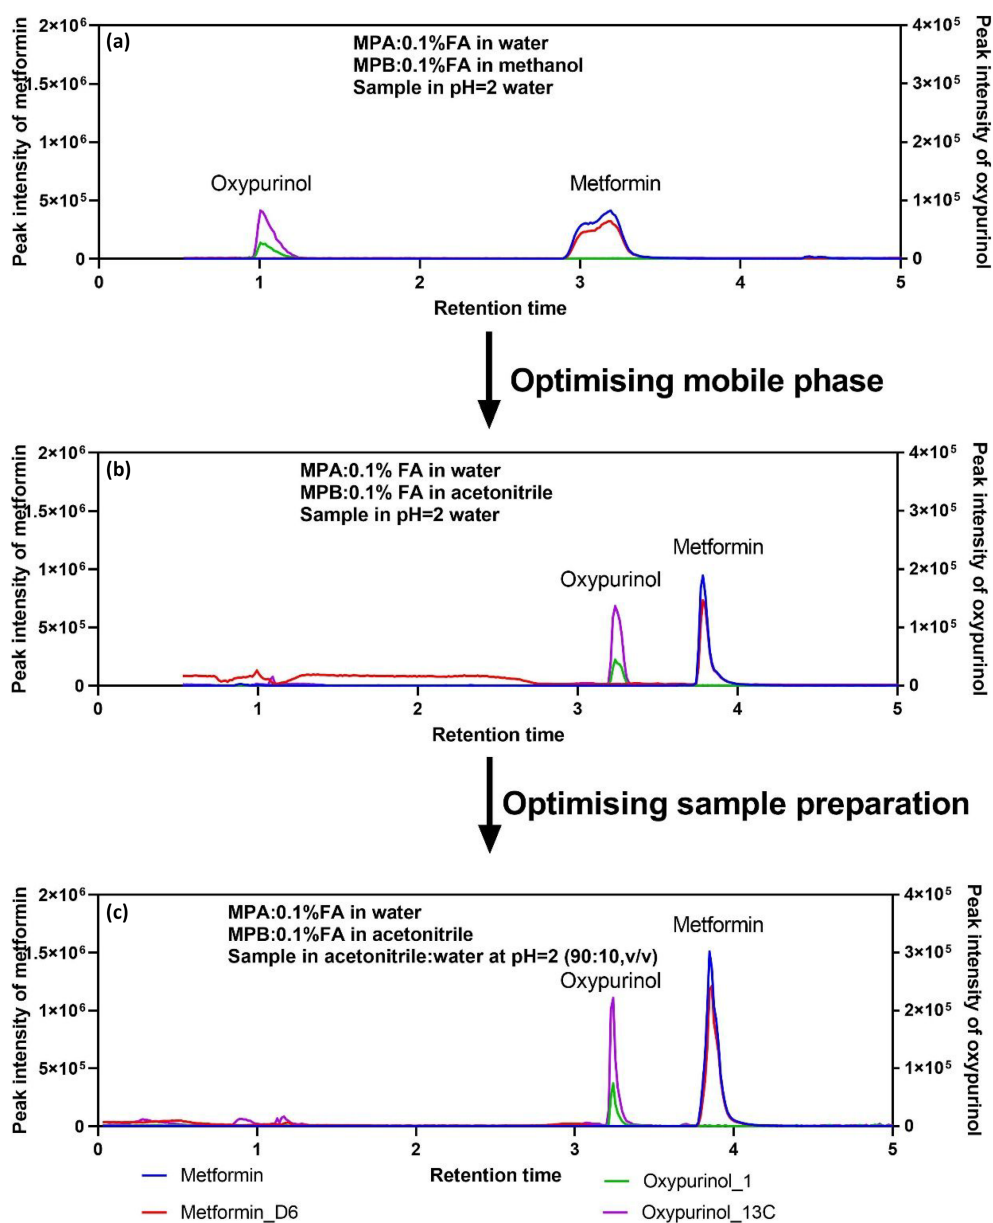 (a)
MPA:0.1%FA in water
MPB:0.1%FA in methanol
Sample in pH=2 water
Peak intensity of metformin
2×10⁶
1.5×10⁶
1×10⁶
5×10⁵
0
Oxypurinol
Metformin
4×10⁵
3×10⁵
2×10⁵
1×10⁵
0
Peak intensity of oxypurinol
0 1 2 3 4 5
Retention time
Optimising mobile phase
(b)
MPA:0.1% FA in water
MPB:0.1% FA in acetonitrile
Sample in pH=2 water
Peak intensity of metformin
2×10⁶
1.5×10⁶
1×10⁶
5×10⁵
0
Metformin
Oxypurinol
4×10⁵
3×10⁵
2×10⁵
1×10⁵
0
Peak intensity of oxypurinol
0 1 2 3 4 5
Retention time
Optimising sample preparation
(c)
MPA:0.1%FA in water
MPB:0.1%FA in acetonitrile
Sample in acetonitrile:water at pH=2 (90:10,v/v)
Peak intensity of metformin
2×10⁶
1.5×10⁶
1×10⁶
5×10⁵
0
Metformin
Oxypurinol
4×10⁵
3×10⁵
2×10⁵
1×10⁵
0
Peak intensity of oxypurinol
0 1 2 3 4 5
Retention time
Metformin
Metformin_D6
Oxypurinol_1
Oxypurinol_13C